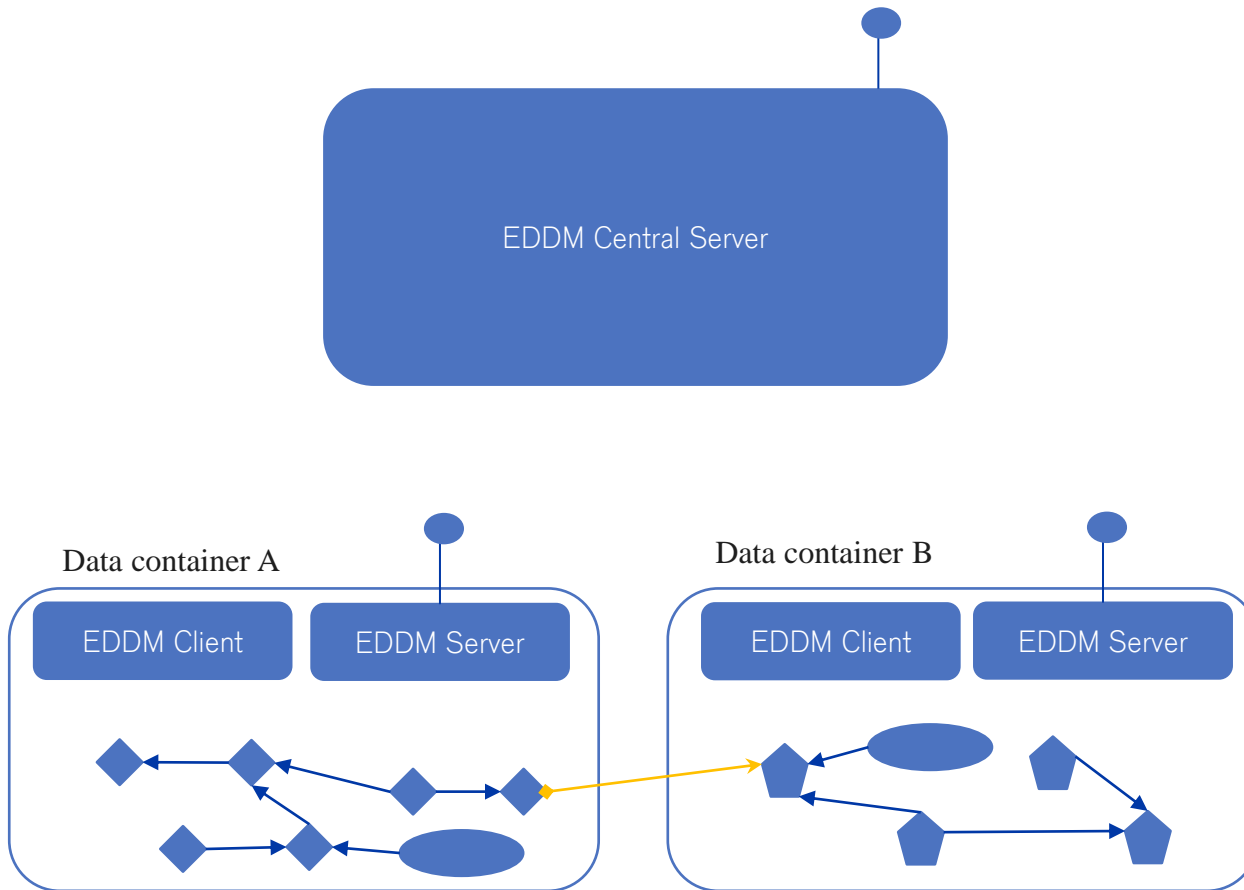 EDDM Central Server
Data container A
Data container B
EDDM Client
EDDM Server
EDDM Client
EDDM Server